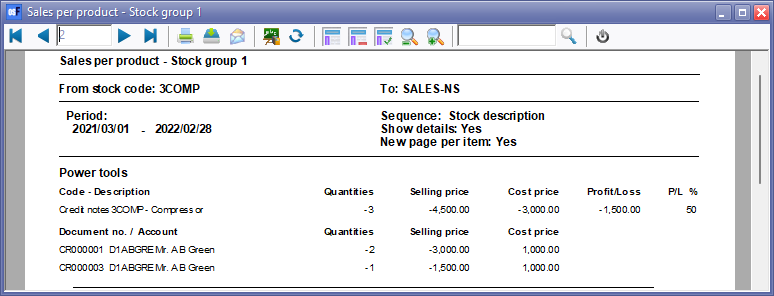 Sales per product - Stock group 1
2
Sales per product - Stock group 1
From stock code: 3COMP To: SALES-NS
Period: Sequence: Stock description
2021/03/01 - 2022/02/28 Show details: Yes
New page per item: Yes
Power tools
Code - Description Quantities Selling price Cost price Profit/Loss P/L %
Credit notes 3COMP - Compressor -3 -4,500.00 -3,000.00 -1,500.00 50
Document no. / Account Quantities Selling price Cost price
CR000001 D1ABGRE Mr. AB Green -2 -3,000.00 1,000.00
CR000003 D1ABGRE Mr. AB Green -1 -1,500.00 1,000.00